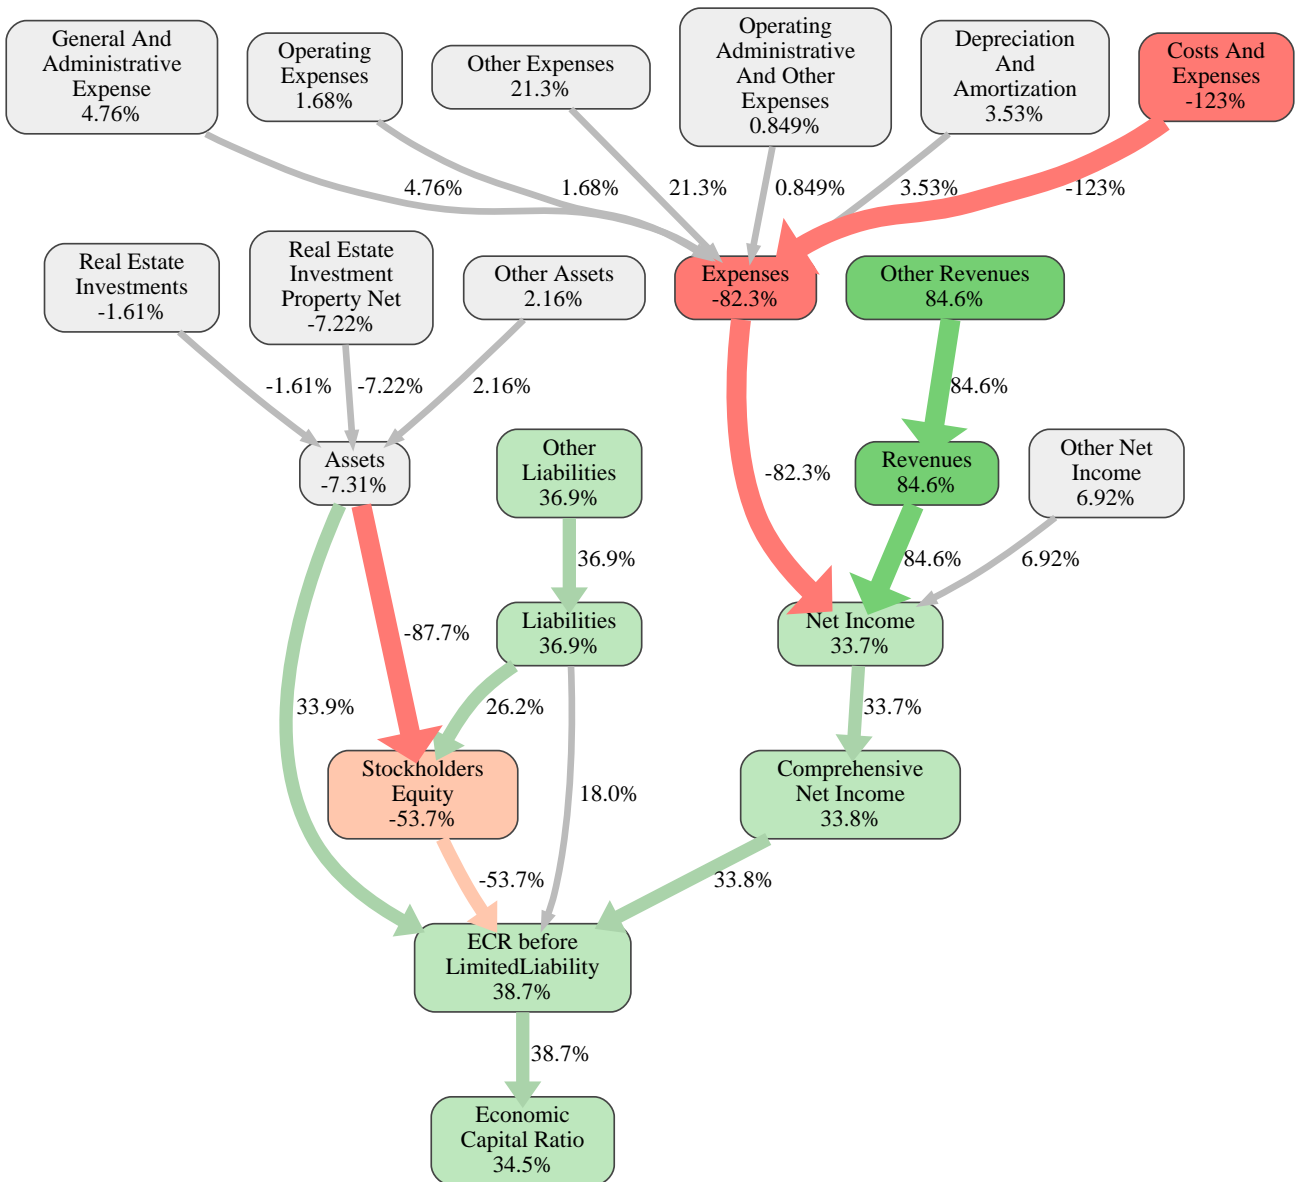 General And
Administrative
Expense
4.76%
Operating
Expenses
1.68%
Other Expenses
21.3%
Operating
Administrative
And Other
Expenses
0.849%
Depreciation
And
Amortization
3.53%
Costs And
Expenses
-123%
4.76%
1.68%
21.3%
0.849%
3.53%
-123%
Real Estate
Investments
-1.61%
Real Estate
Investment
Property Net
-7.22%
Other Assets
2.16%
Expenses
-82.3%
Other Revenues
84.6%
-1.61%
-7.22%
2.16%
84.6%
Assets
-7.31%
Other
Liabilities
36.9%
-82.3%
Revenues
84.6%
Other Net
Income
6.92%
36.9%
84.6%
6.92%
-87.7%
Liabilities
36.9%
Net Income
33.7%
33.9%
26.2%
33.7%
Stockholders
Equity
-53.7%
18.0%
Comprehensive
Net Income
33.8%
-53.7%
33.8%
ECR before
LimitedLiability
38.7%
38.7%
Economic
Capital Ratio
34.5%